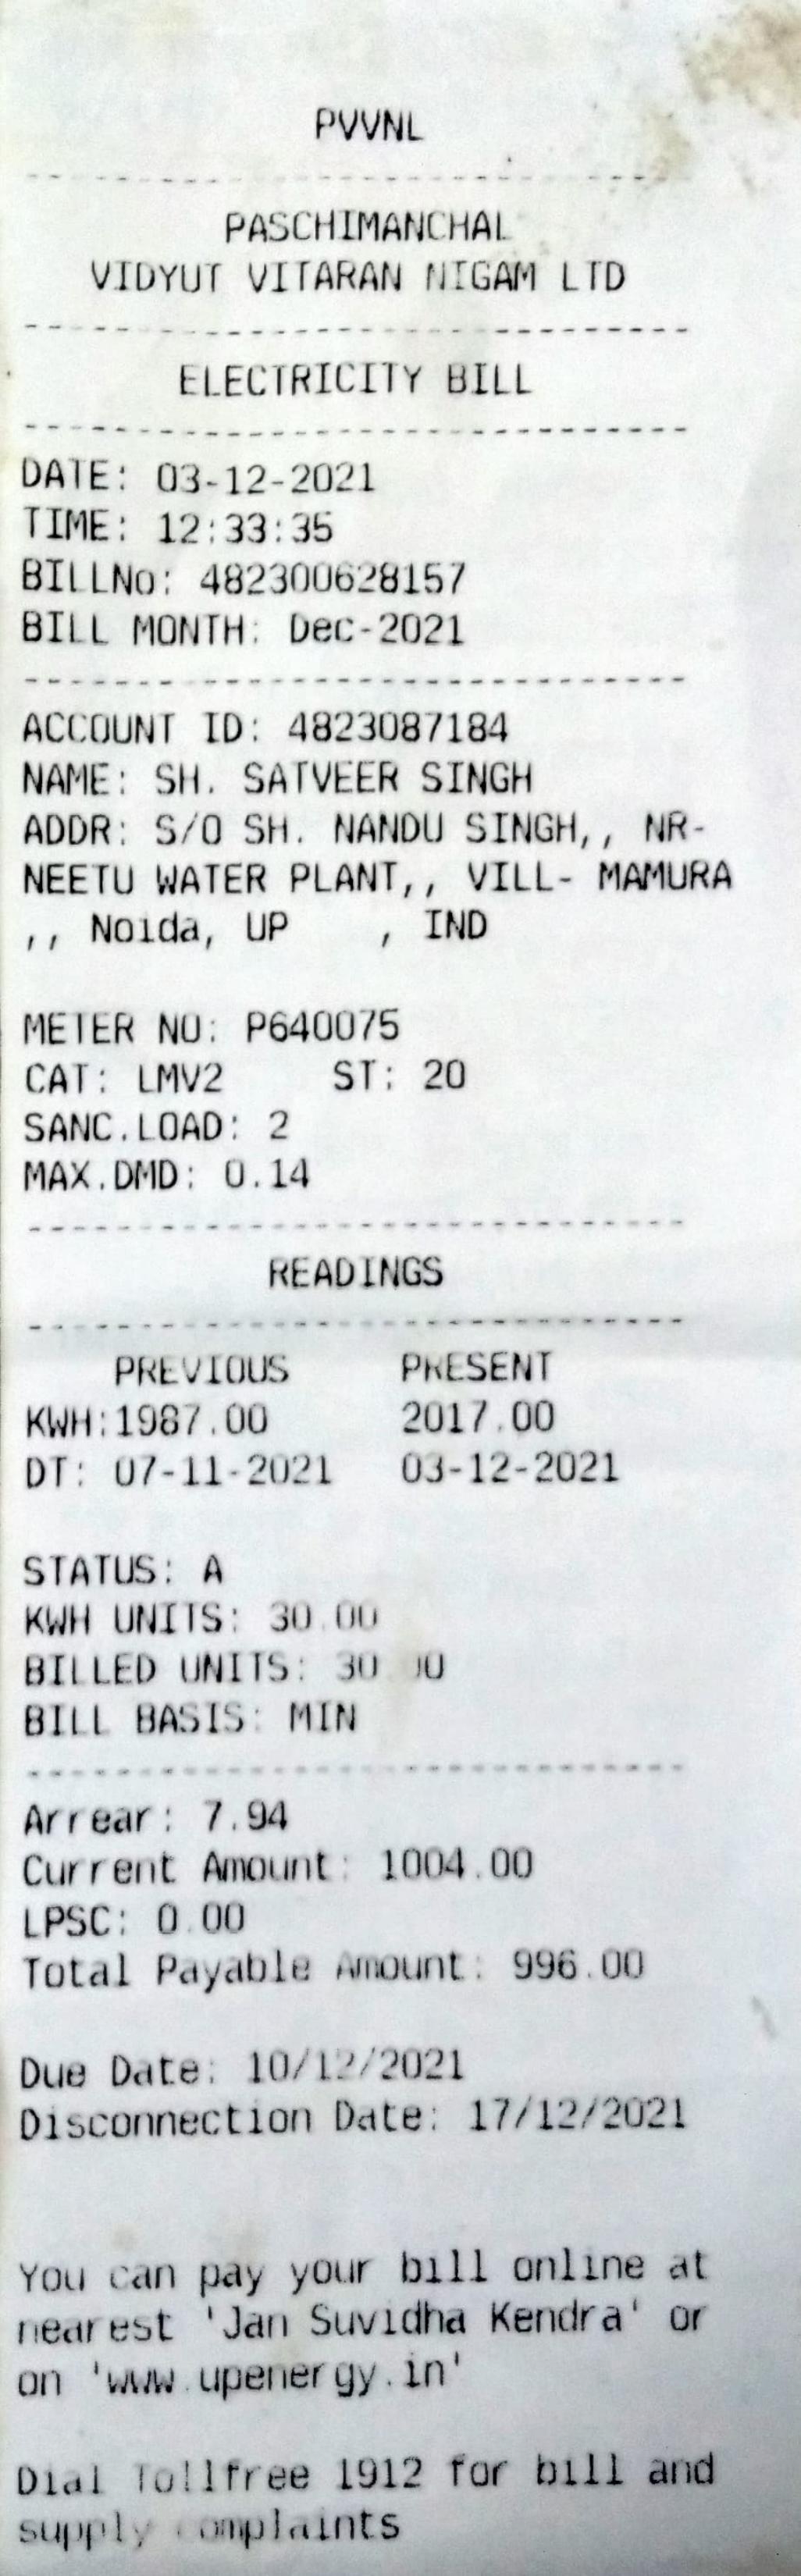 PVVNL
PASCHIMANCHAL
VIDYUT VITARAN NIGAM LTD
ELECTRICITY BILL
DATE: 03-12-2021
TIME: 12:33:35
BILLNo: 482300628157
BILL MONTH: Dec-2021
ACCOUNT ID: 4823087184
NAME: SH. SATVEER SINGH
ADDR: S/O SH. NANDU SINGH,, NR-
NEETU WATER PLANT,, VILL- MAMURA
,, Noida, UP , IND
METER NO: P640075
CAT: LMV2 ST: 20
SANC.LOAD: 2
MAX.DMD: 0.14
READINGS
PREVIOUS PRESENT
KWH:1987.00 2017.00
DT: 07-11-2021 03-12-2021
STATUS: A
KWH UNITS: 30.00
BILLED UNITS: 30.00
BILL BASIS: MIN
Arrear: 7.94
Current Amount: 1004.00
LPSC: 0.00
Total Payable Amount: 996.00
Due Date: 10/12/2021
Disconnection Date: 17/12/2021
You can pay your bill online at
nearest 'Jan Suvidha Kendra' or
on 'www.upenergy.in'
Dial Tollfree 1912 for bill and
supply complaints